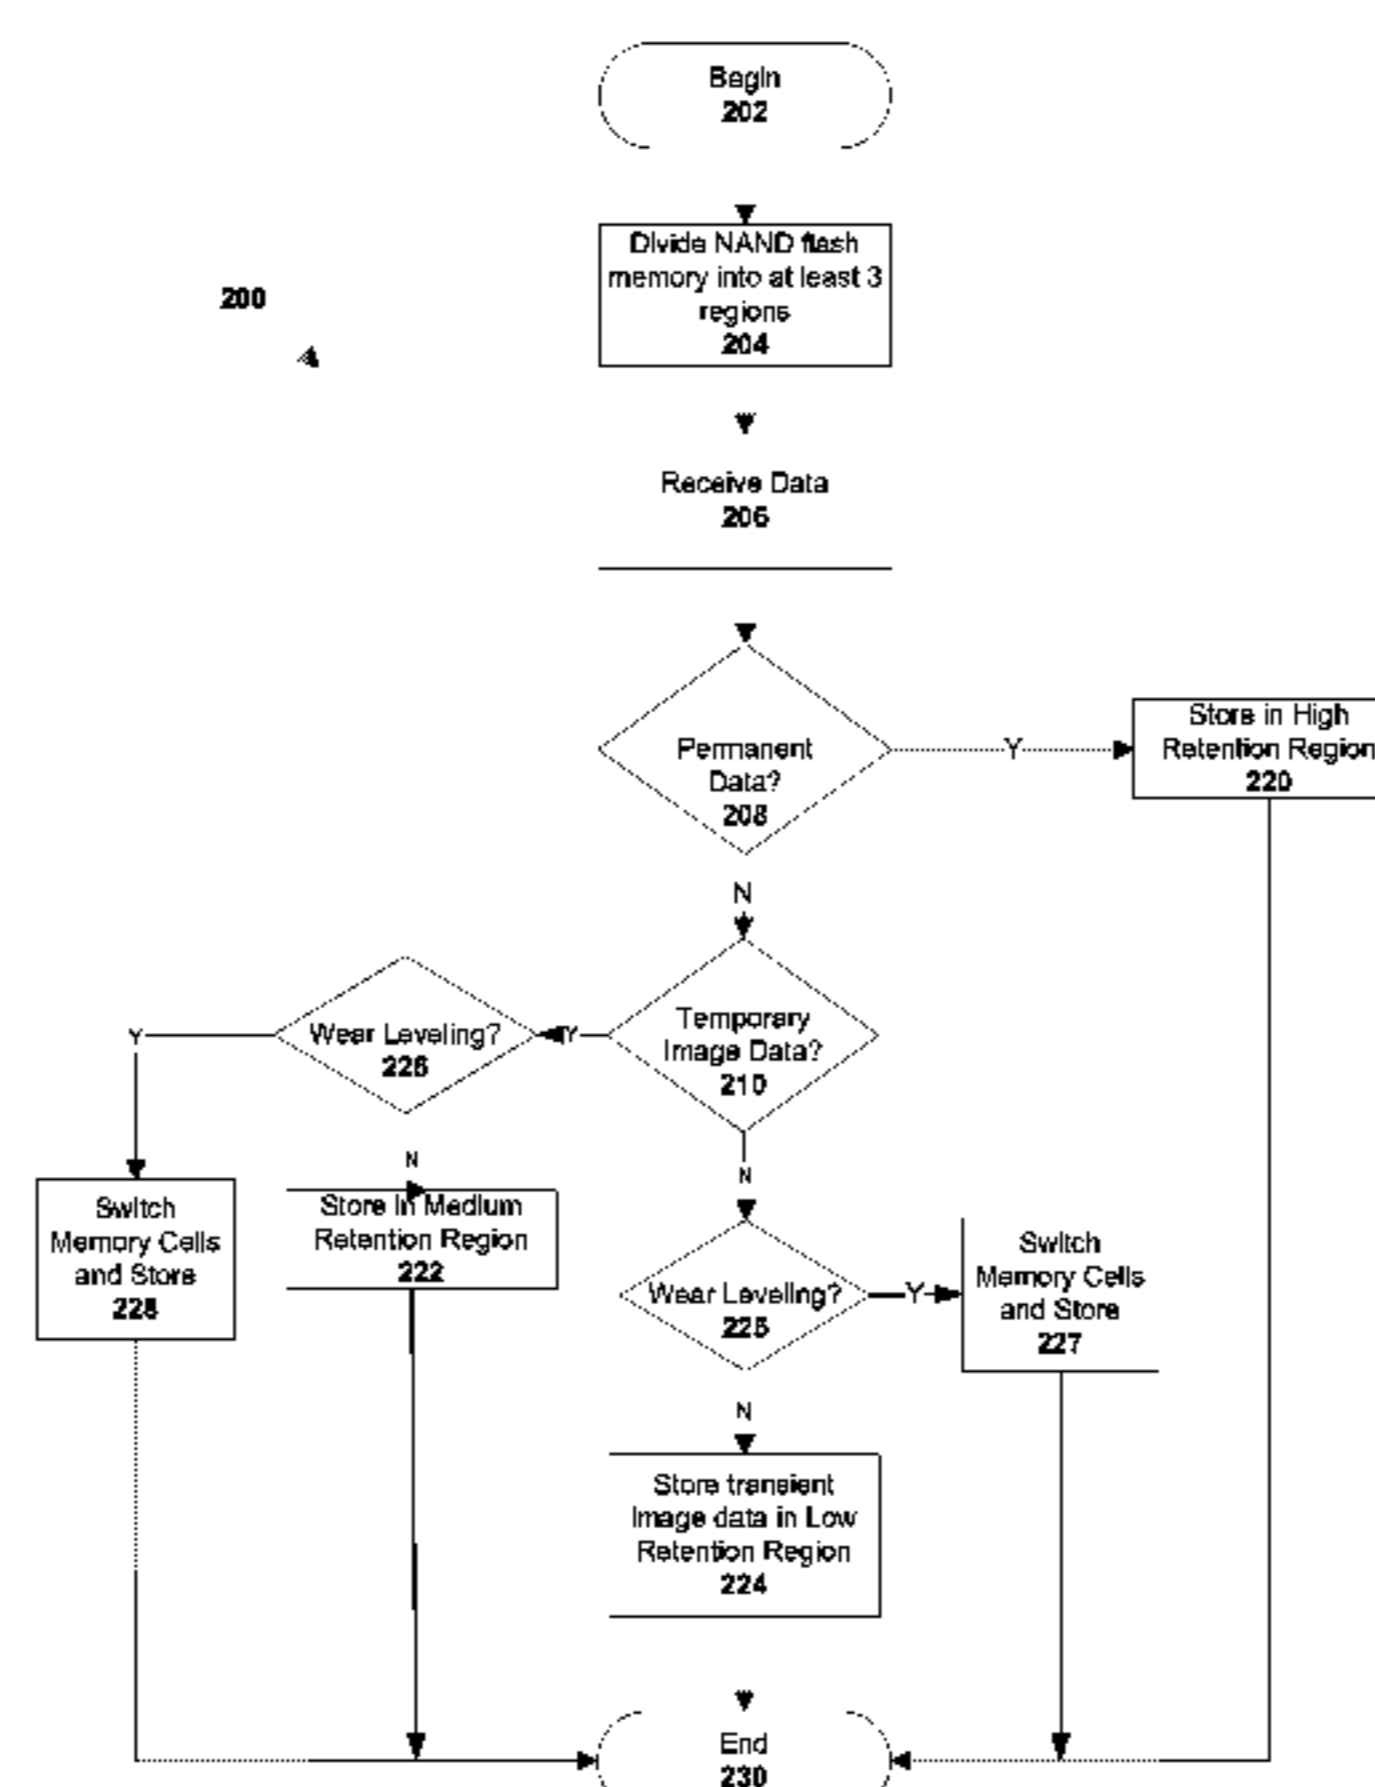 Begin
202
Divide NAND flash
memory into at least 3
regions
204
200
Receive Data
206
Permanent
Data?
208
Y
Store in High
Retention Region
220
N
Temporary
Image Data?
210
Y
Wear Leveling?
226
Y
N
N
Switch
Memory Cells
and Store
228
Store in Medium
Retention Region
222
Wear Leveling?
225
Y
Switch
Memory Cells
and Store
227
N
Store transient
Image data in Low
Retention Region
224
End
230